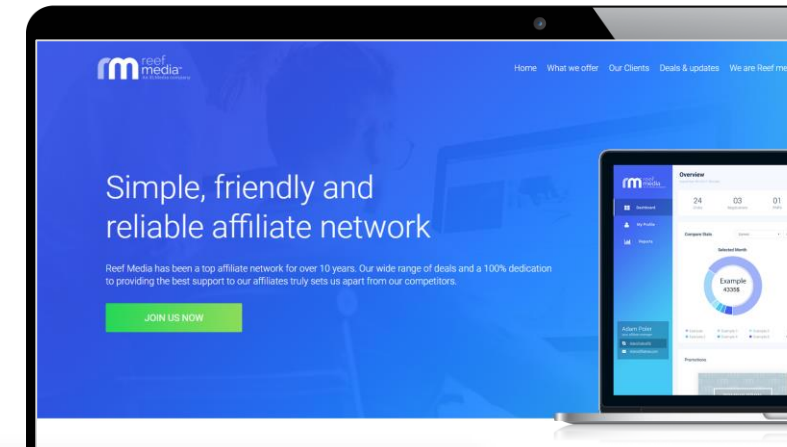 reef
media
Home What we offer Our Clients Deals & updates We are Reef me
Simple, friendly and
reliable affiliate network
Reef Media has been a top affiliate network for over 10 years. Our wide range of deals and a 100% dedication
to providing the best support to our affiliates truly sets us apart from our competitors.
JOIN US NOW
reef
media
Overview
24 03 01
Dashboard
My Profile
Reports
Company Stats
Selected Month
Example
4335$
Adam Poler
Promotions